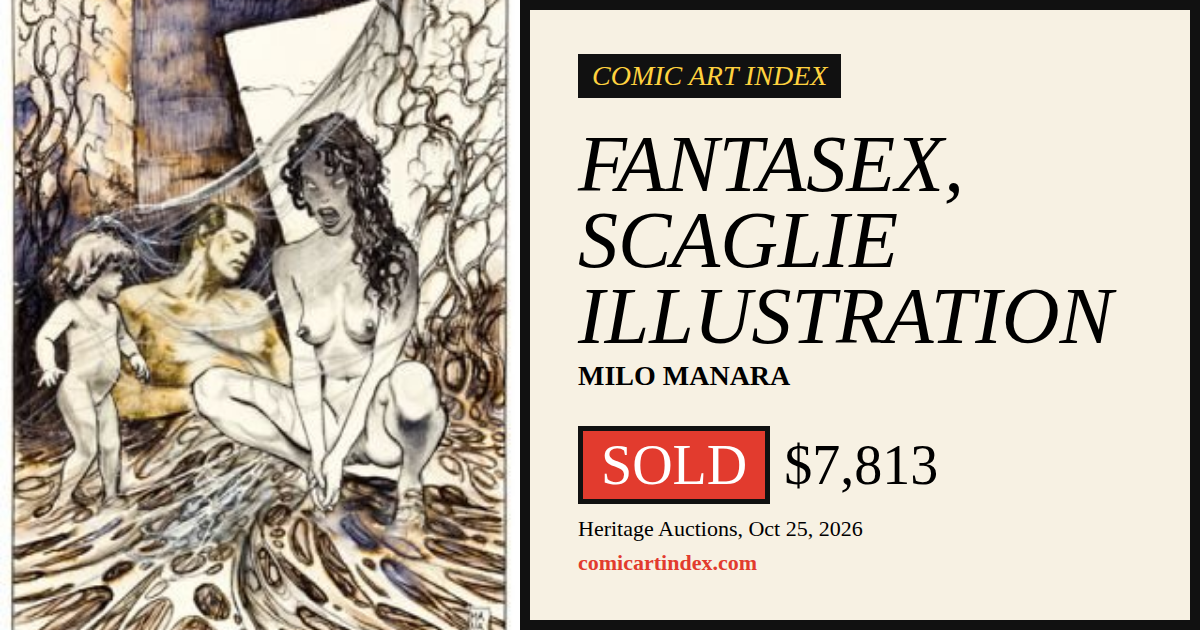 COMIC ART INDEX
FANTASEX,
SCAGLIE
ILLUSTRATION
MILO MANARA
SOLD $7,813
Heritage Auctions, Oct 25, 2026
comicartindex.com